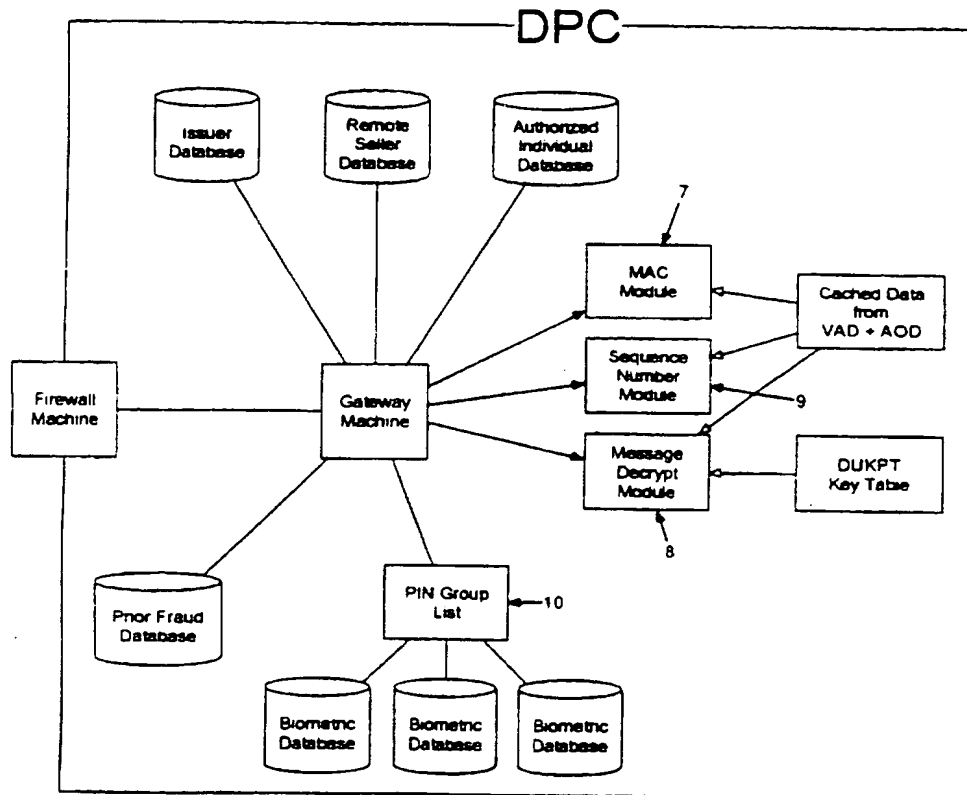 DPC
Issuer
Database
Remote
Seller
Database
Authorized
Individual
Database
7
MAC
Module
Cached Data
from
VAD + AOD
Firewall
Machine
Gateway
Machine
Sequence
Number
Module
9
Message
Decrypt
Module
DUKPT
Key Table
8
Prior Fraud
Database
PIN Group
List
10
Biometric
Database
Biometric
Database
Biometric
Database